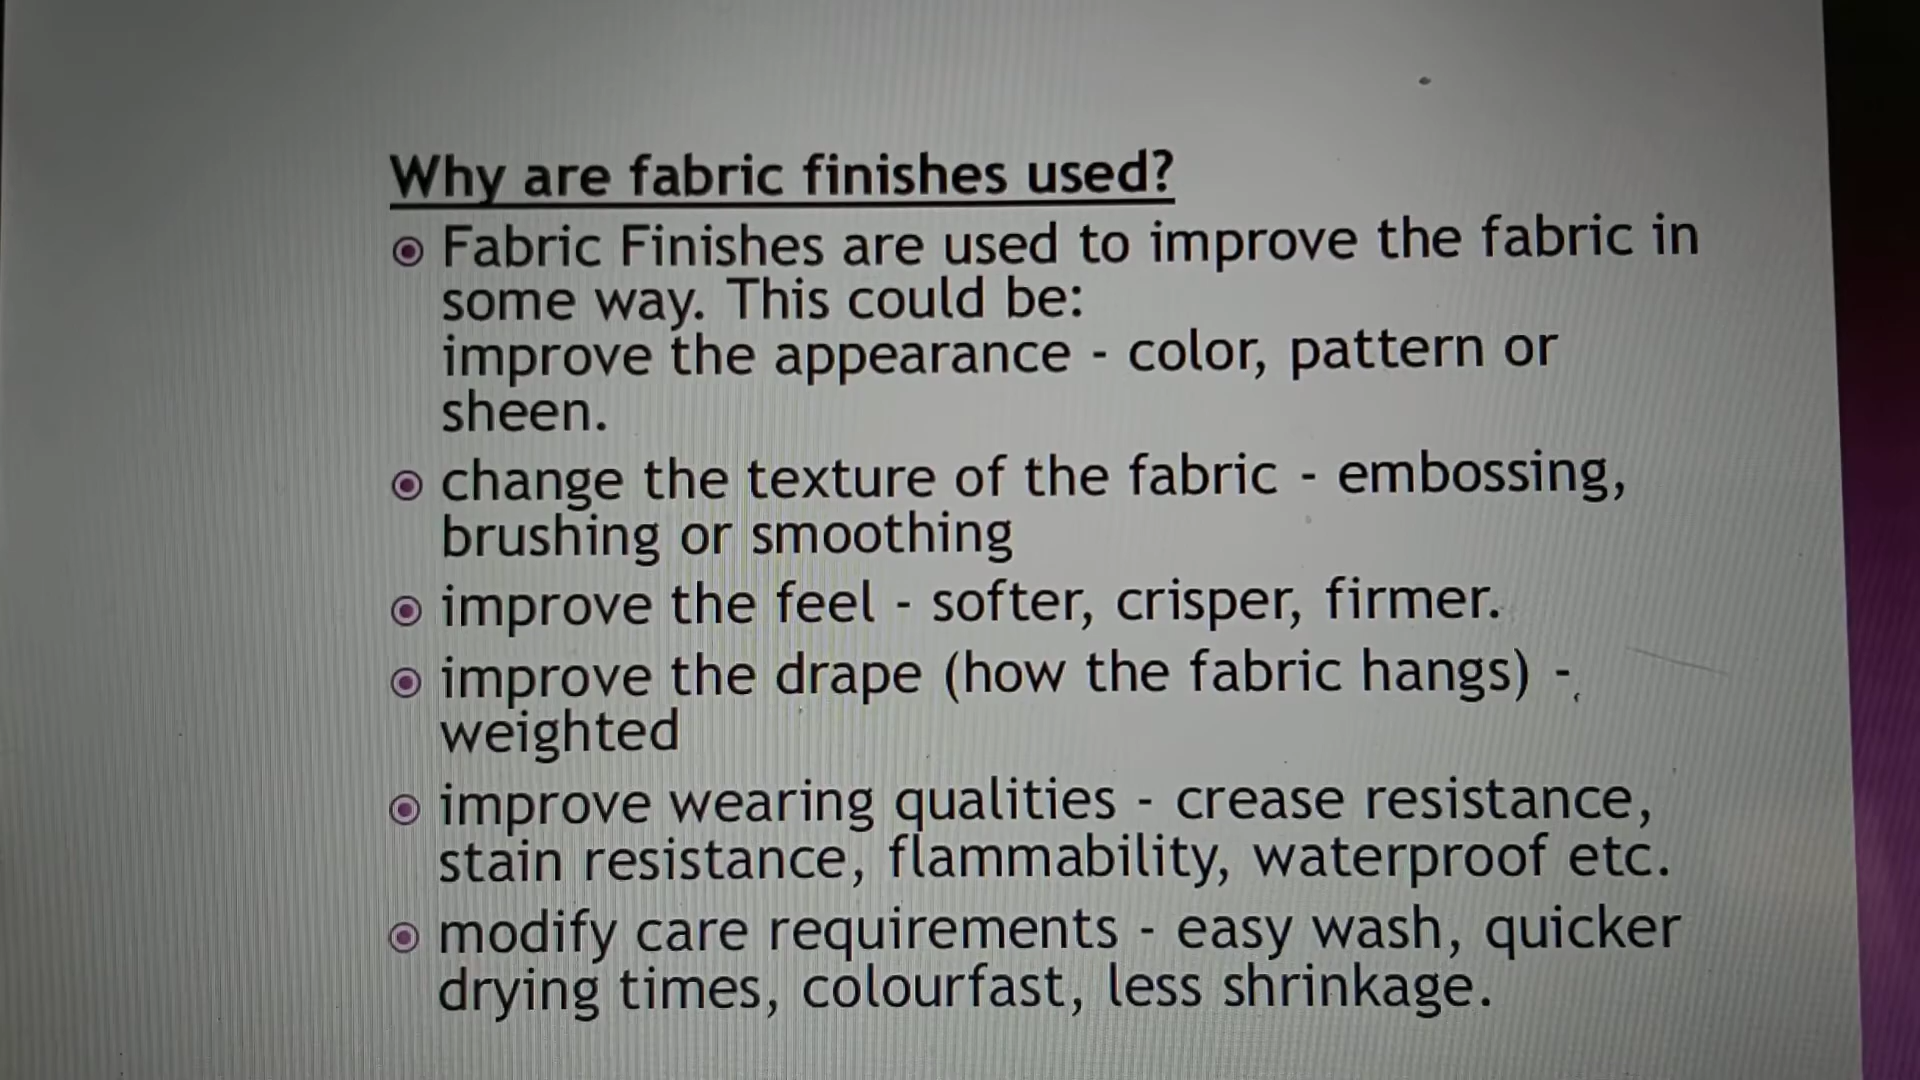 Why are fabric finishes used?
Fabric Finishes are used to improve the fabric in
some way. This could be:
improve the appearance - color, pattern or
sheen.
change the texture of the fabric - embossing,
brushing or smoothing
improve the feel - softer, crisper, firmer.
improve the drape (how the fabric hangs) -
weighted
improve wearing qualities - crease resistance,
stain resistance, flammability, waterproof etc.
modify care requirements - easy wash, quicker
drying times, colourfast, less shrinkage.